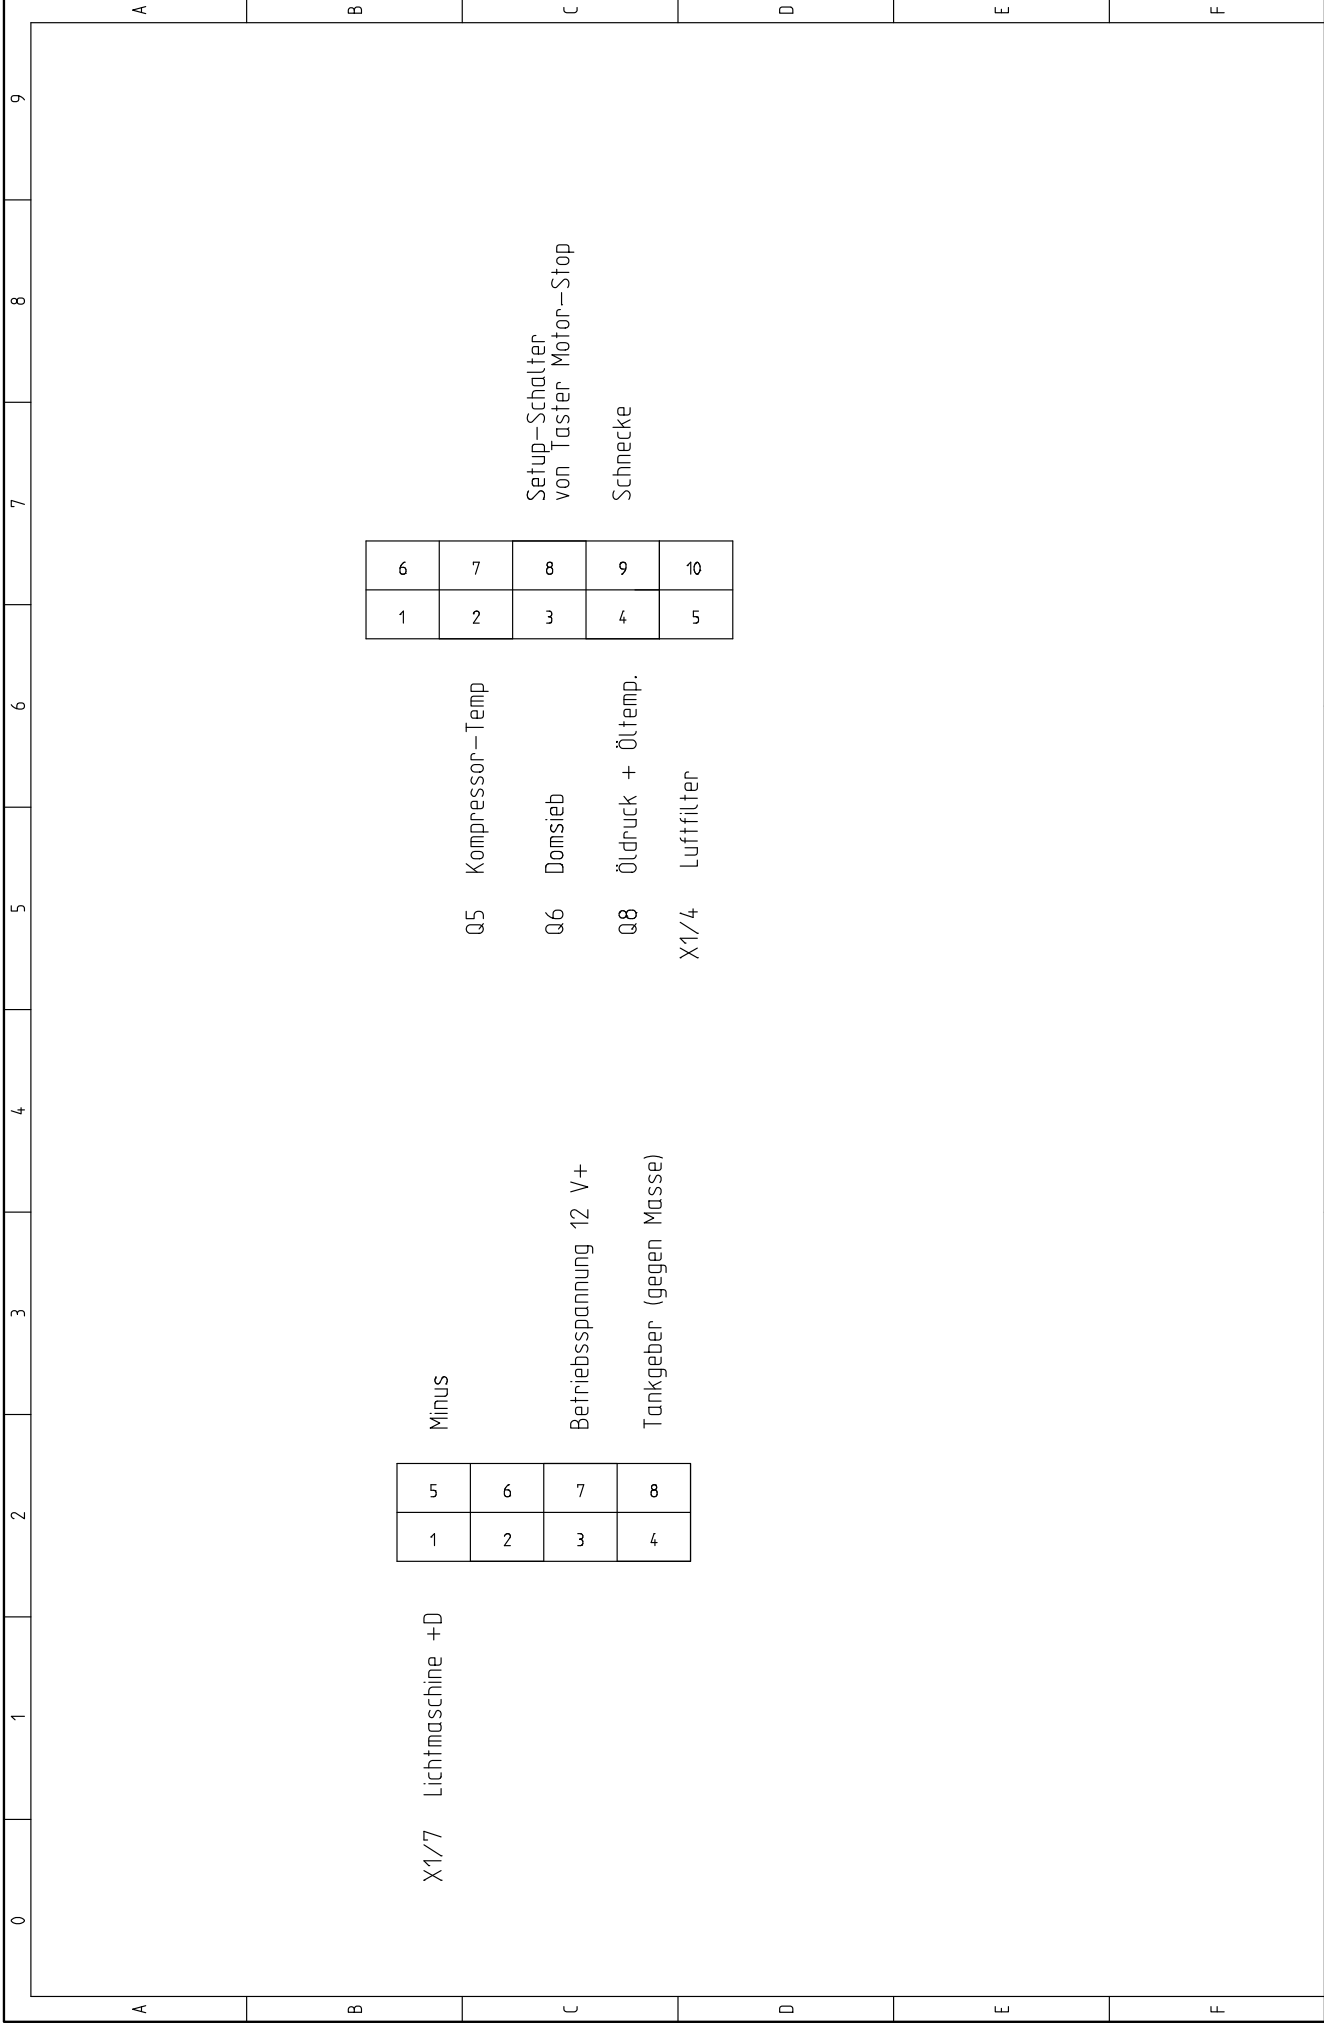 0 1 2 3 4 5 6 7 8 9
A A
B B
X1/7 Lichtmaschine +D
1 5
2 6
3 7
4 8
Minus
Betriebsspannung 12 V+
Tankgeber (gegen Masse)
Q5 Kompressor-Temp
Q6 Domsieb
Q8 Öldruck + Öltemp.
X1/4 Luftfilter
1 6
2 7
3 8
4 9
5 10
Setup-Schalter
von Taster Motor-Stop
Schnecke
C C
D D
E E
F F